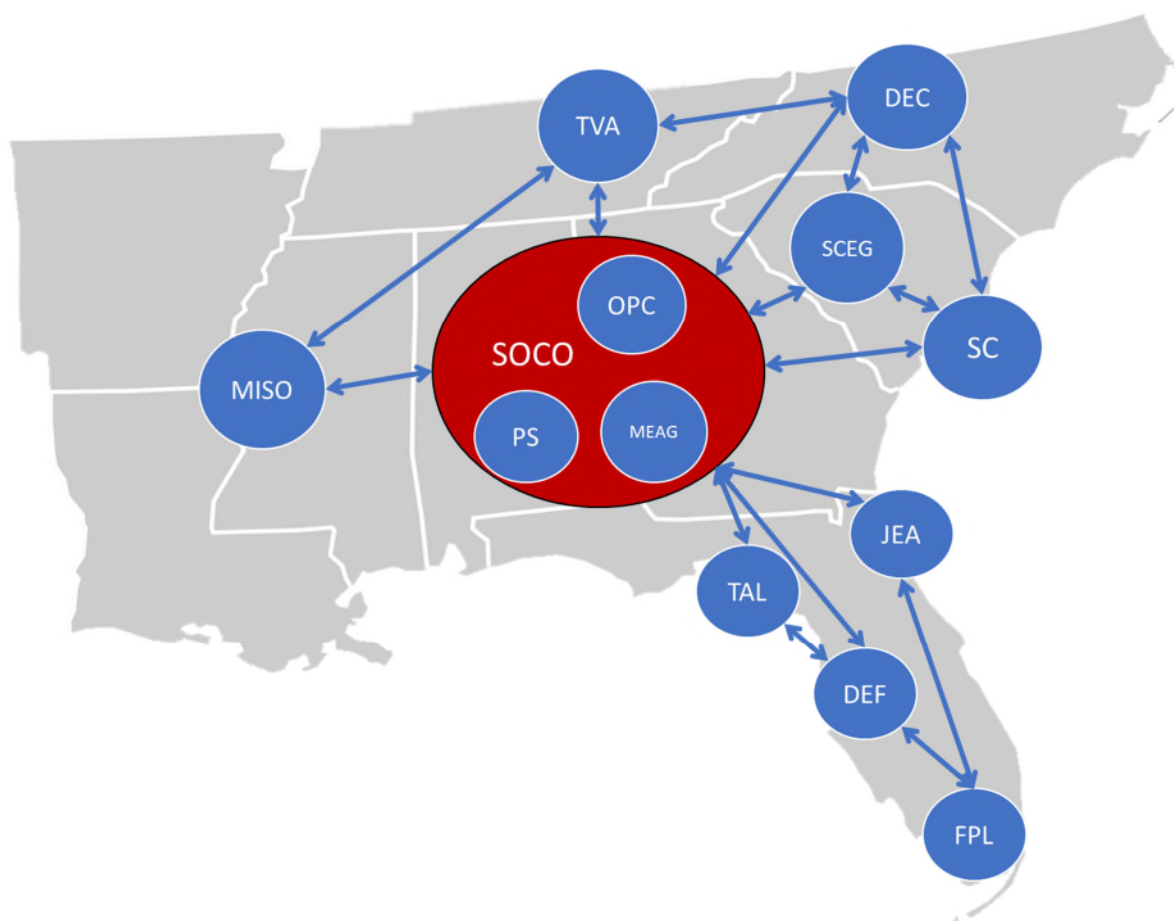 TVA
DEC
SCEG
OPC
SOCO
SC
MISO
PS
MEAG
JEA
TAL
DEF
FPL